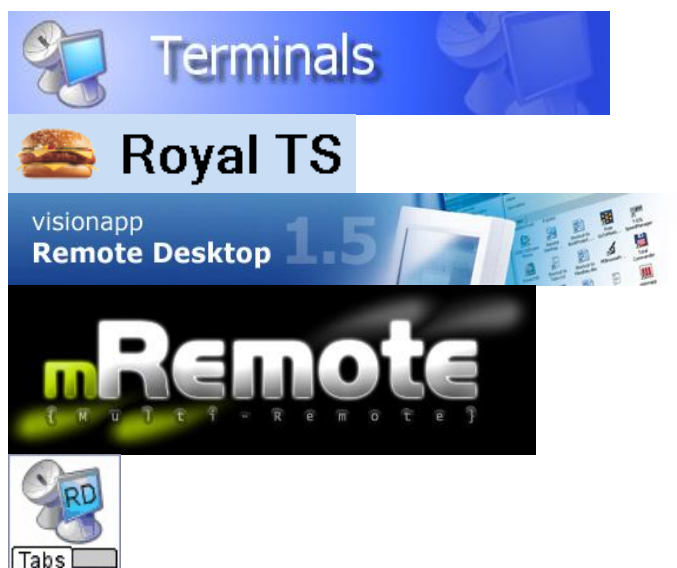 Terminals
Royal TS
visionapp
Remote Desktop 1.5
mRemote
{Multi-Remote}
RD
Tabs